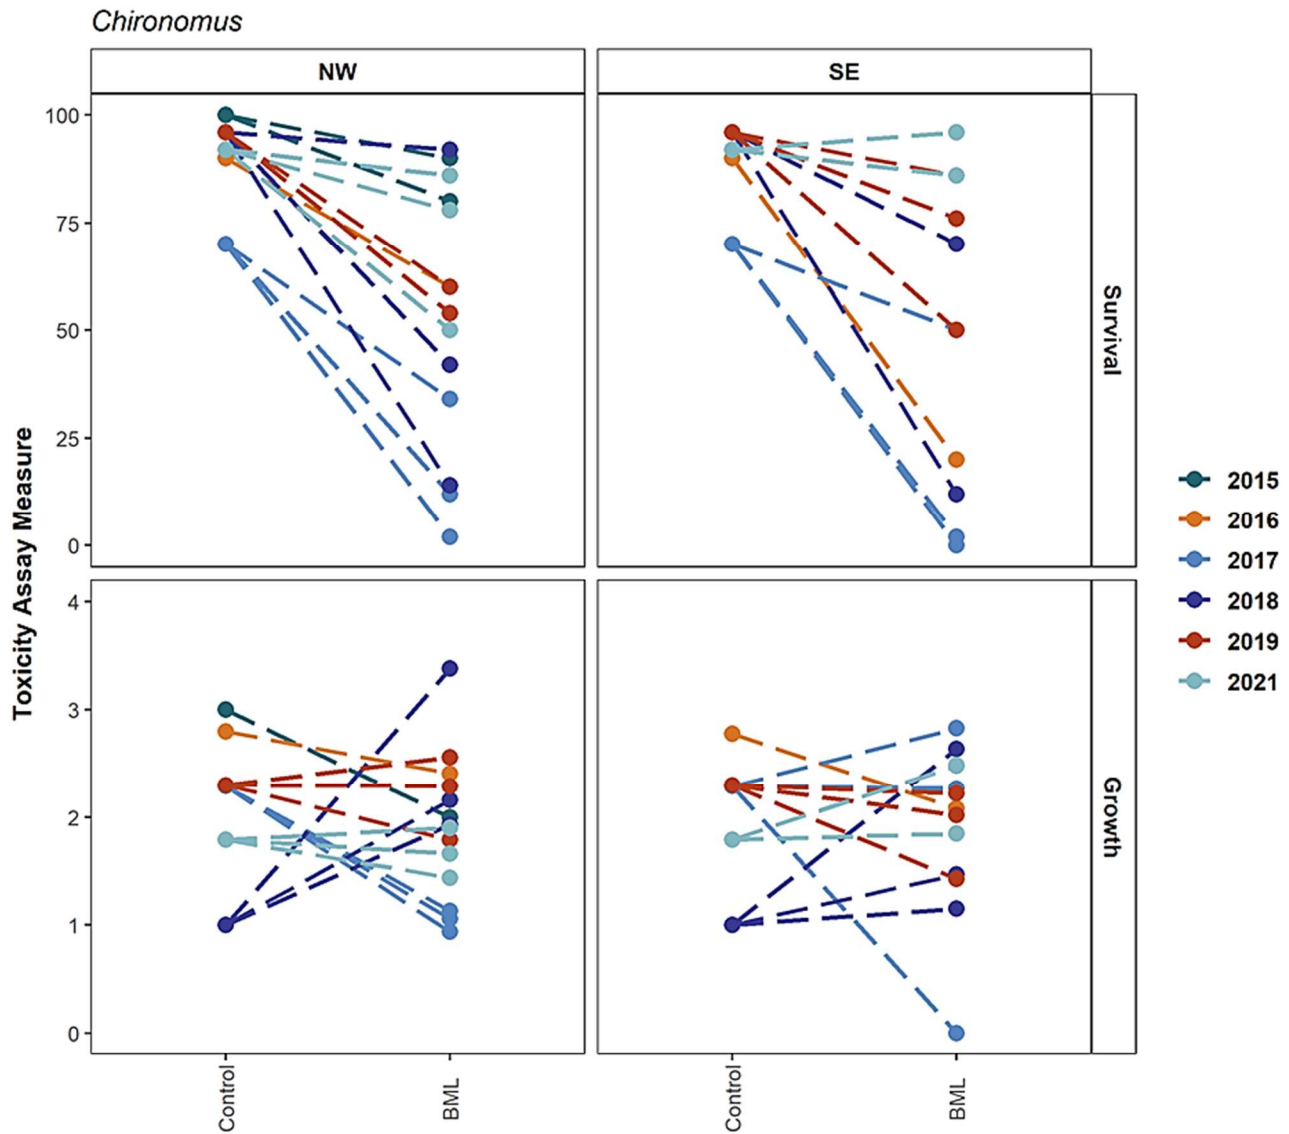 Chironomus
NW
SE
100
75
50
25
0
Survival
4
3
2
1
0
Growth
Toxicity Assay Measure
Control
BML
Control
BML
2015
2016
2017
2018
2019
2021